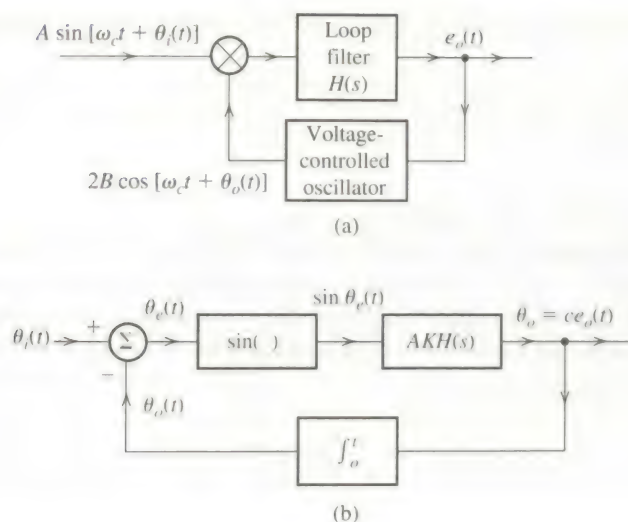 A sin [ω_c t + θ_i(t)]
Loop
filter
H(s)
e_o(t)
Voltage-
controlled
oscillator
2B cos [ω_c t + θ_o(t)]
(a)
θ_i(t)
+
Σ
−
θ_e(t)
sin( )
sin θ_e(t)
AKH(s)
θ_o = ce_o(t)
θ_o(t)
∫_o^t
(b)